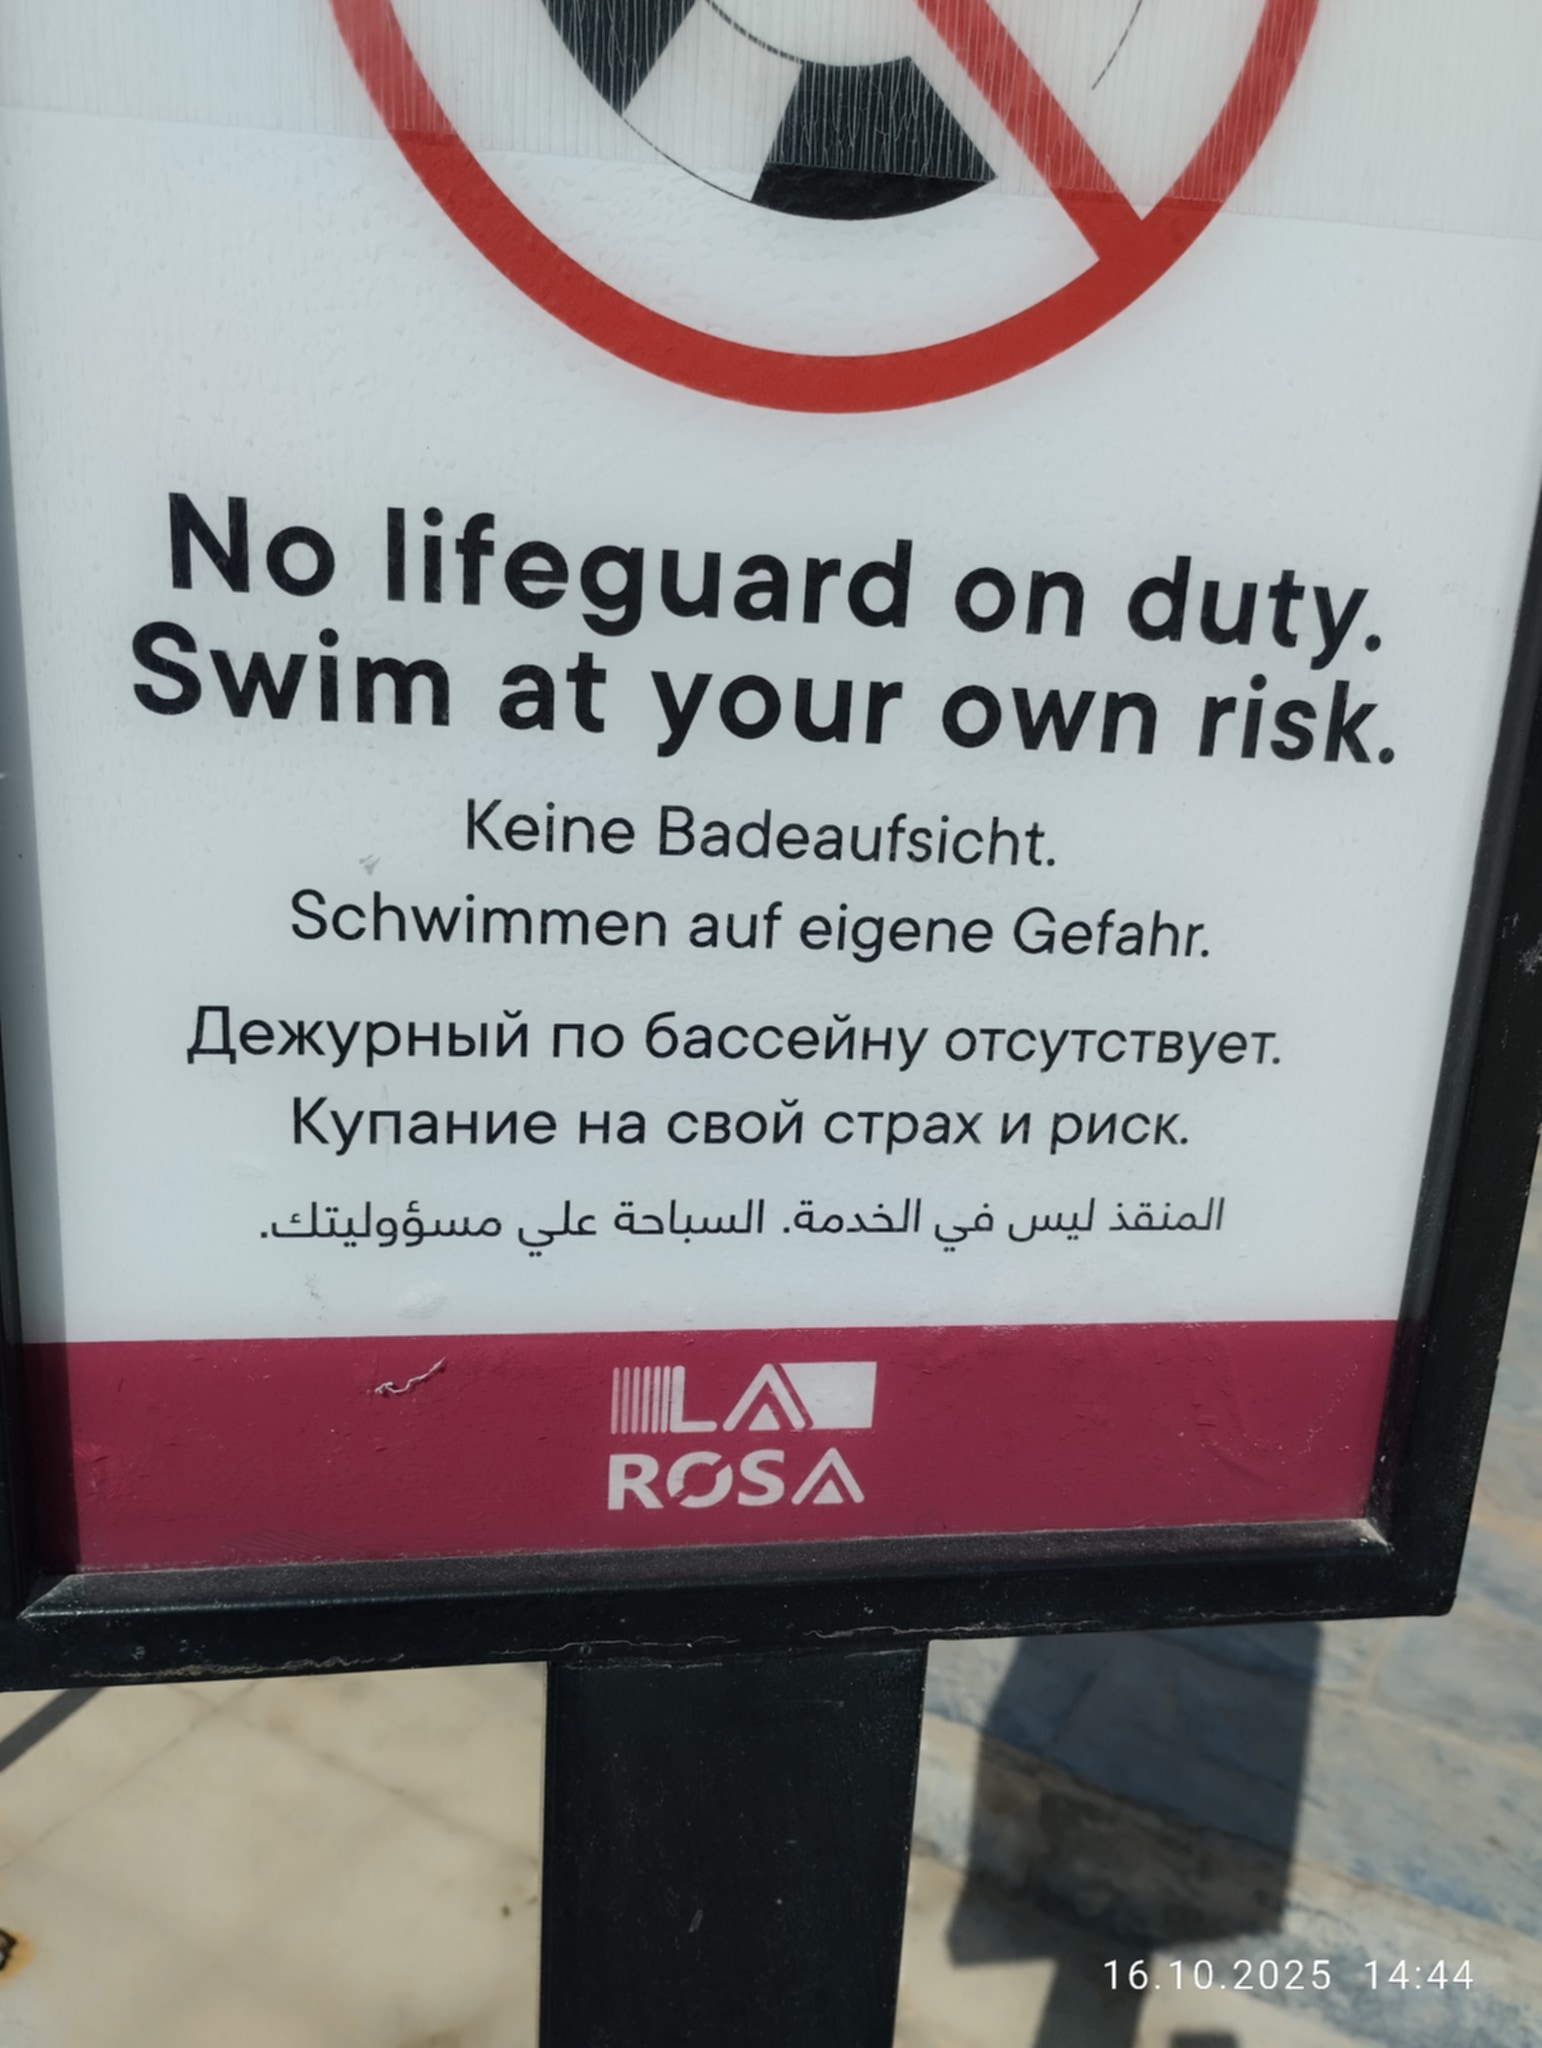 No lifeguard on duty.
Swim at your own risk.
Keine Badeaufsicht.
Schwimmen auf eigene Gefahr.
Дежурный по бассейну отсутствует.
Купание на свой страх и риск.
المنقذ ليس في الخدمة. السباحة علي مسؤوليتك.
LA
ROSA
16.10.2025 14:44